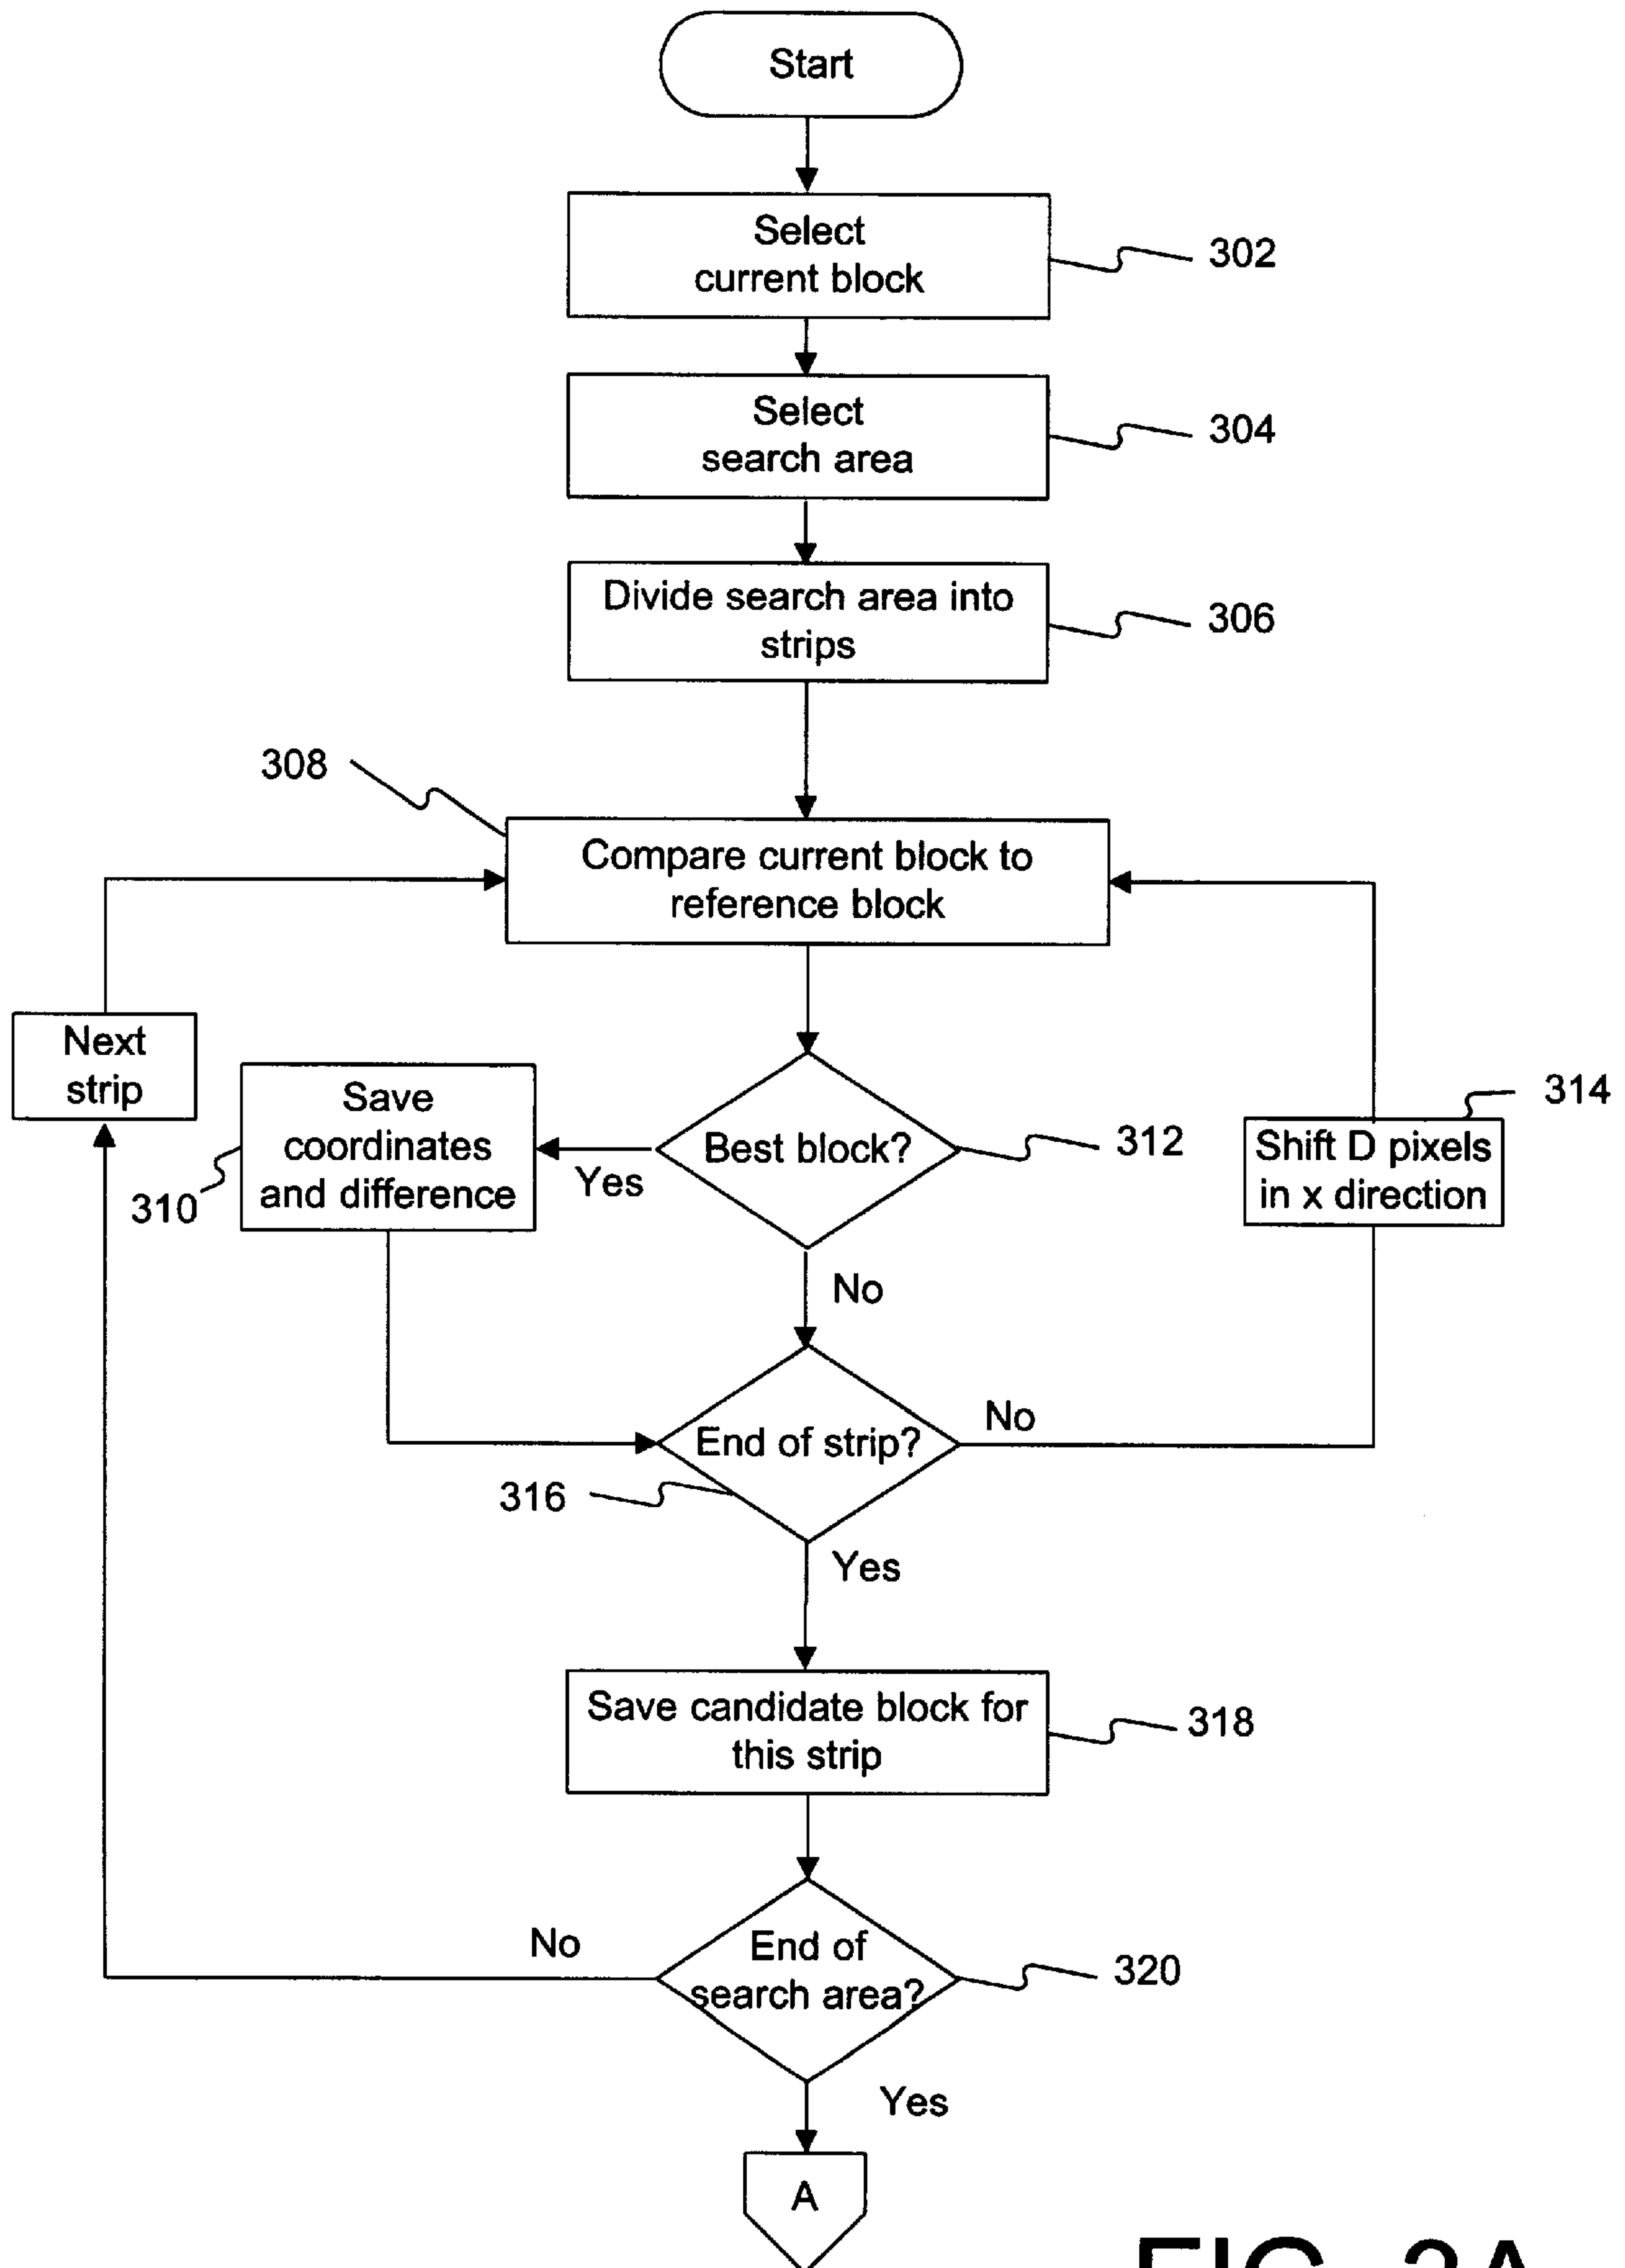 Start
Select
current block
302
Select
search area
304
Divide search area into
strips
306
308
Compare current block to
reference block
Next
strip
Save
coordinates
and difference
310
Yes
Best block?
312
314
Shift D pixels
in x direction
No
End of strip?
No
316
Yes
Save candidate block for
this strip
318
No
End of
search area?
320
Yes
A